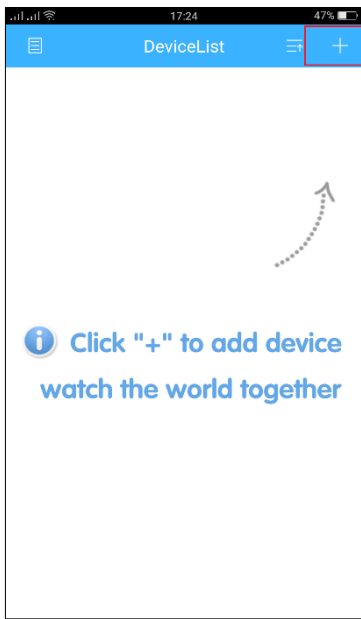 17:24
47%
DeviceList
+
Click "+" to add device
watch the world together